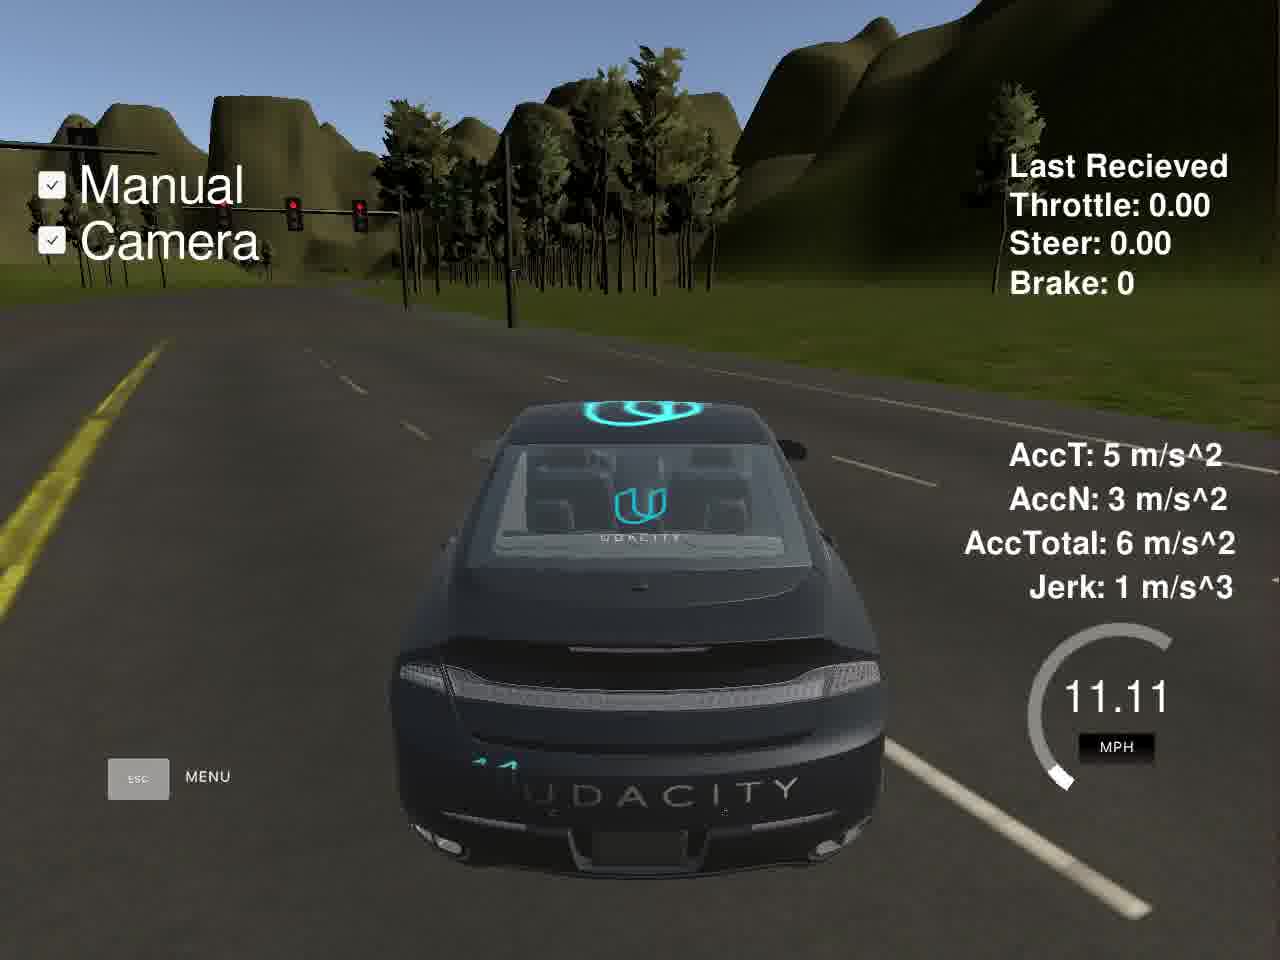 Manual
Camera
Last Recieved
Throttle: 0.00
Steer: 0.00
Brake: 0
AccT: 5 m/s^2
AccN: 3 m/s^2
AccTotal: 6 m/s^2
Jerk: 1 m/s^3
11.11
MPH
ESC MENU
UDACITY
UDACITY